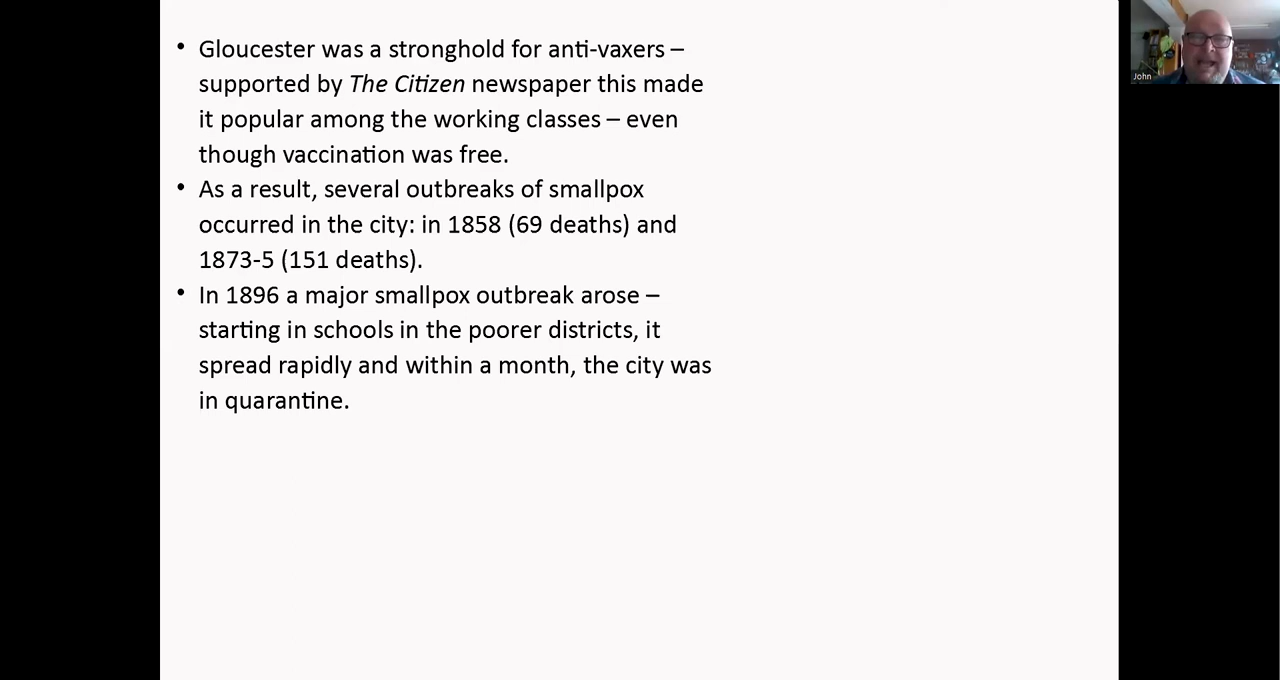 • Gloucester was a stronghold for anti-vaxers –
supported by The Citizen newspaper this made
it popular among the working classes – even
though vaccination was free.
• As a result, several outbreaks of smallpox
occurred in the city: in 1858 (69 deaths) and
1873-5 (151 deaths).
• In 1896 a major smallpox outbreak arose –
starting in schools in the poorer districts, it
spread rapidly and within a month, the city was
in quarantine.
John